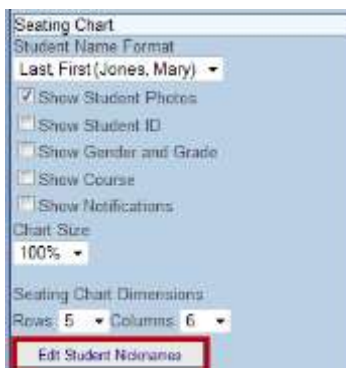 Seating Chart
Student Name Format
Last, First (Jones, Mary)
Show Student Photos
Show Student ID
Show Gender and Grade
Show Course
Show Notifications
Chart Size
100%
Seating Chart Dimensions
Rows: 5 Columns: 6
Edit Student Nicknames